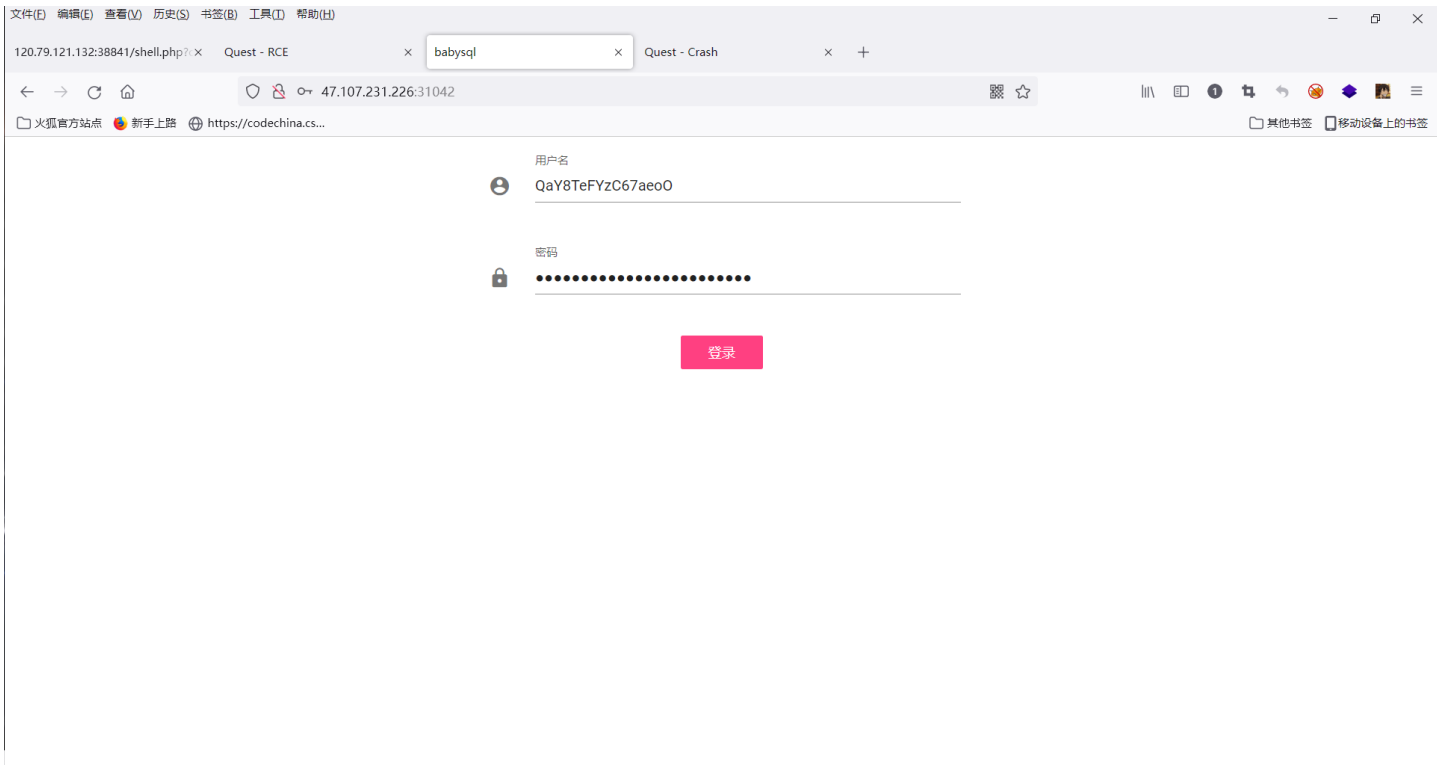 文件(F) 编辑(E) 查看(V) 历史(S) 书签(B) 工具(T) 帮助(H)
120.79.121.132:38841/shell.php? Quest - RCE babysql Quest - Crash
47.107.231.226:31042 1
火狐官方站点 新手上路 https://codechina.cs... 其他书签 移动设备上的书签
用户名
QaY8TeFYzC67aeoO
密码
登录